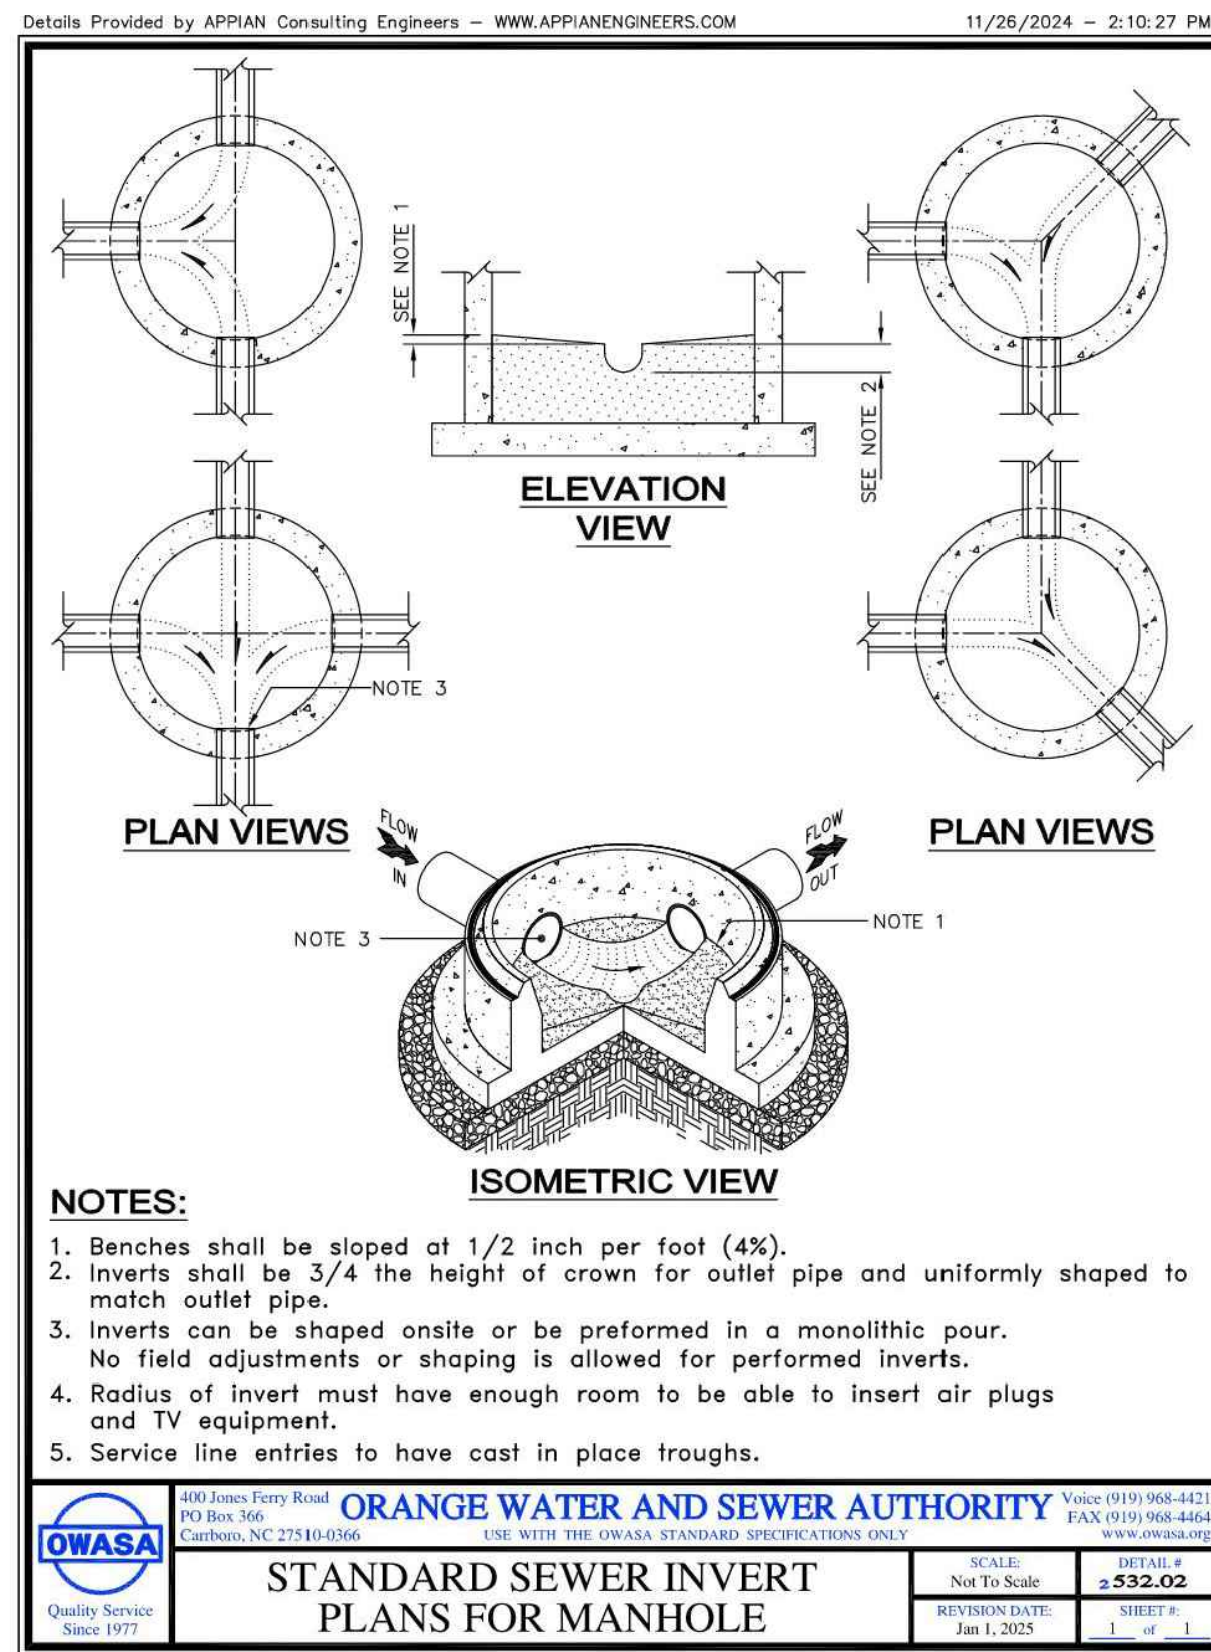 Details Provided by APPIAN Consulting Engineers – WWW.APPIANENGINEERS.COM
11/26/2024 – 2:10:27 PM
SEE NOTE 1
SEE NOTE 2
ELEVATION
VIEW
NOTE 3
PLAN VIEWS
PLAN VIEWS
FLOW
IN
FLOW
OUT
NOTE 3
NOTE 1
ISOMETRIC VIEW
NOTES:
1. Benches shall be sloped at 1/2 inch per foot (4%).
2. Inverts shall be 3/4 the height of crown for outlet pipe and uniformly shaped to
match outlet pipe.
3. Inverts can be shaped onsite or be preformed in a monolithic pour.
No field adjustments or shaping is allowed for performed inverts.
4. Radius of invert must have enough room to be able to insert air plugs
and TV equipment.
5. Service line entries to have cast in place troughs.
OWASA
Quality Service
Since 1977
400 Jones Ferry Road
PO Box 366
Carrboro, NC 27510-0366
ORANGE WATER AND SEWER AUTHORITY
USE WITH THE OWASA STANDARD SPECIFICATIONS ONLY
Voice (919) 968-4421
FAX (919) 968-4464
www.owasa.org
STANDARD SEWER INVERT
PLANS FOR MANHOLE
SCALE:
Not To Scale
DETAIL #
2 532.02
REVISION DATE:
Jan 1, 2025
SHEET #:
1 of 1